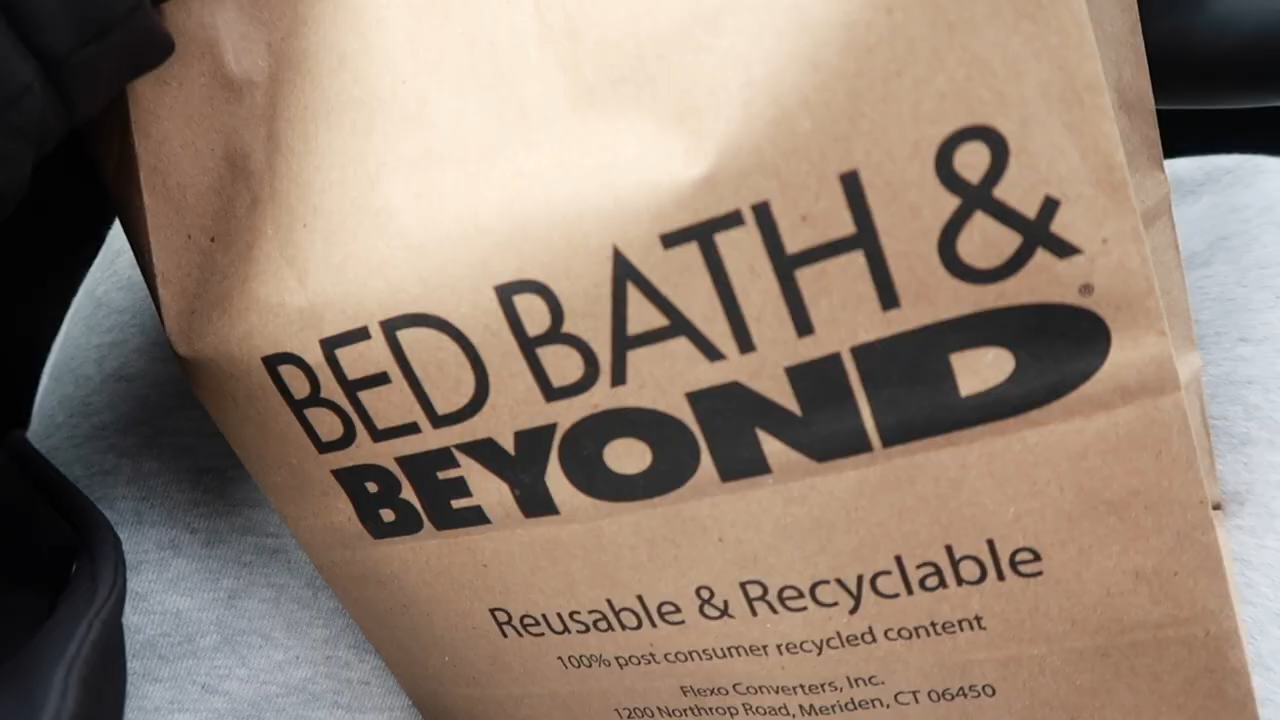 BED BATH &
BEYOND®
Reusable & Recyclable
100% post consumer recycled content
Flexo Converters, Inc.
1200 Northrop Road, Meriden, CT 06450